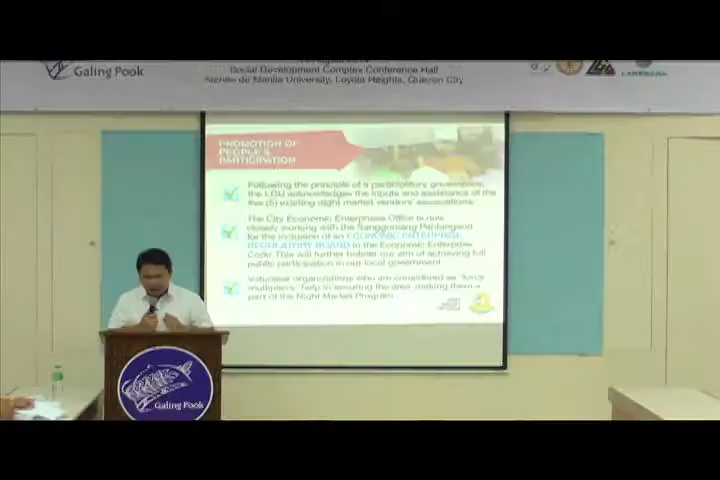 Galing Pook
Social Development Complex Conference Hall
Ateneo de Manila University, Loyola Heights, Quezon City
LANDBANK
PROMOTION OF
PEOPLE'S
PARTICIPATION
Following the principle of a participatory governance,
the LGU acknowledges the inputs and assistance of the
five (5) existing night market vendors' associations.
The City Economic Enterprise Office is now
closely working with the Sangguniang Panlungsod
for the inclusion of an ECONOMIC ENTERPRISE
REGULATORY BOARD in the Economic Enterprise
Code. This will further bolster our aim of achieving full
public participation in our local government.
Volunteer organizations who are considered as 'force
multipliers,' help in securing the area, making them a
part of the Night Market Program.
Galing Pook